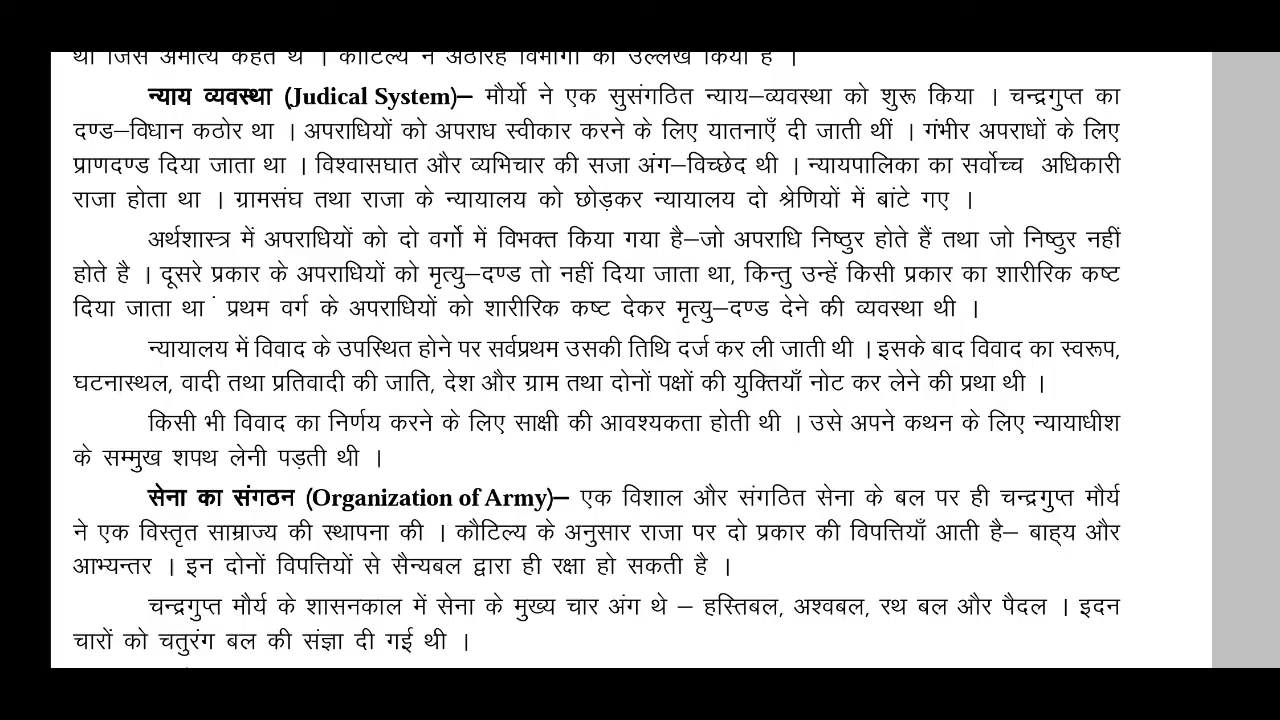 था जिसे अमात्य कहते थे । कौटिल्य ने अठारह विभागों का उल्लेख किया है ।
न्याय व्यवस्था (Judical System)– मौर्यो ने एक सुसंगठित न्याय–व्यवस्था को शुरू किया । चन्द्रगुप्त का
दण्ड–विधान कठोर था । अपराधियों को अपराध स्वीकार करने के लिए यातनाएँ दी जाती थीं । गंभीर अपराधों के लिए
प्राणदण्ड दिया जाता था । विश्वासघात और व्यभिचार की सजा अंग–विच्छेद थी । न्यायपालिका का सर्वोच्च अधिकारी
राजा होता था । ग्रामसंघ तथा राजा के न्यायालय को छोड़कर न्यायालय दो श्रेणियों में बांटे गए ।
अर्थशास्त्र में अपराधियों को दो वर्गो में विभक्त किया गया है–जो अपराधि निष्ठुर होते हैं तथा जो निष्ठुर नहीं
होते है । दूसरे प्रकार के अपराधियों को मृत्यु–दण्ड तो नहीं दिया जाता था, किन्तु उन्हें किसी प्रकार का शारीरिक कष्ट
दिया जाता था ं प्रथम वर्ग के अपराधियों को शारीरिक कष्ट देकर मृत्यु–दण्ड देने की व्यवस्था थी ।
न्यायालय में विवाद के उपस्थित होने पर सर्वप्रथम उसकी तिथि दर्ज कर ली जाती थी । इसके बाद विवाद का स्वरूप,
घटनास्थल, वादी तथा प्रतिवादी की जाति, देश और ग्राम तथा दोनों पक्षों की युक्तियाँ नोट कर लेने की प्रथा थी ।
किसी भी विवाद का निर्णय करने के लिए साक्षी की आवश्यकता होती थी । उसे अपने कथन के लिए न्यायाधीश
के सम्मुख शपथ लेनी पड़ती थी ।
सेना का संगठन (Organization of Army)– एक विशाल और संगठित सेना के बल पर ही चन्द्रगुप्त मौर्य
ने एक विस्तृत साम्राज्य की स्थापना की । कौटिल्य के अनुसार राजा पर दो प्रकार की विपत्तियाँ आती है– बाह्य और
आभ्यन्तर । इन दोनों विपत्तियों से सैन्यबल द्वारा ही रक्षा हो सकती है ।
चन्द्रगुप्त मौर्य के शासनकाल में सेना के मुख्य चार अंग थे – हस्तिबल, अश्वबल, रथ बल और पैदल । इदन
चारों को चतुरंग बल की संज्ञा दी गई थी ।